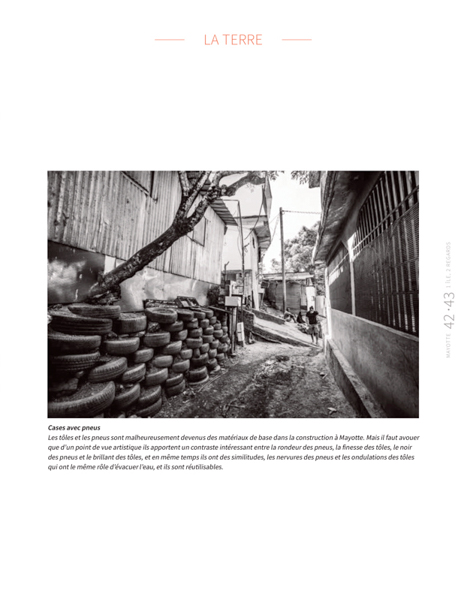 LA TERRE
Cases avec pneus
Les tôles et les pneus sont malheureusement devenus des matériaux de base dans la construction à Mayotte. Mais il faut avouer
que d'un point de vue artistique ils apportent un contraste intéressant entre la rondeur des pneus, la finesse des tôles, le noir
des pneus et le brillant des tôles, et en même temps ils ont des similitudes, les nervures des pneus et les ondulations des tôles
qui ont le même rôle d'évacuer l'eau, et ils sont réutilisables.
MAYOTTE 42·43 1 ÎLE, 2 REGARDS